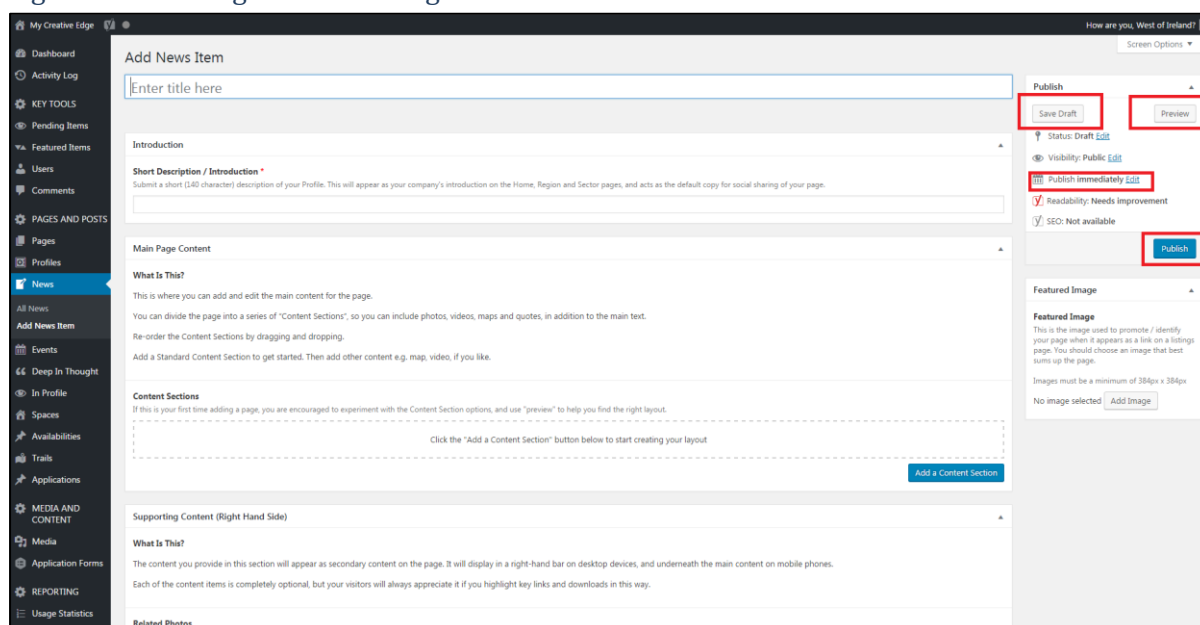 My Creative Edge
How are you, West of Ireland?
Screen Options
Dashboard
Activity Log
KEY TOOLS
Pending Items
Featured Items
Users
Comments
PAGES AND POSTS
Pages
Profiles
News
All News
Add News Item
Events
Deep In Thought
In Profile
Spaces
Availabilities
Trails
Applications
MEDIA AND
CONTENT
Media
Application Forms
REPORTING
Usage Statistics
Add News Item
Enter title here
Introduction
Short Description / Introduction *
Submit a short (140 character) description of your Profile. This will appear as your company's introduction on the Home, Region and Sector pages, and acts as the default copy for social sharing of your page.
Main Page Content
What Is This?
This is where you can add and edit the main content for the page.
You can divide the page into a series of "Content Sections", so you can include photos, videos, maps and quotes, in addition to the main text.
Re-order the Content Sections by dragging and dropping.
Add a Standard Content Section to get started. Then add other content e.g. map, video, if you like.
Content Sections
If this is your first time adding a page, you are encouraged to experiment with the Content Section options, and use "preview" to help you find the right layout.
Click the "Add a Content Section" button below to start creating your layout
Add a Content Section
Supporting Content (Right Hand Side)
What Is This?
The content you provide in this section will appear as secondary content on the page. It will display in a right-hand bar on desktop devices, and underneath the main content on mobile phones.
Each of the content items is completely optional, but your visitors will always appreciate it if you highlight key links and downloads in this way.
Related Photos
Publish
Save Draft
Preview
Status: Draft Edit
Visibility: Public Edit
Publish immediately Edit
Readability: Needs improvement
SEO: Not available
Publish
Featured Image
Featured Image
This is the image used to promote / identify
your page when it appears as a link on a listings
page. You should choose an image that best
sums up the page.
Images must be a minimum of 384px x 384px
No image selected Add Image